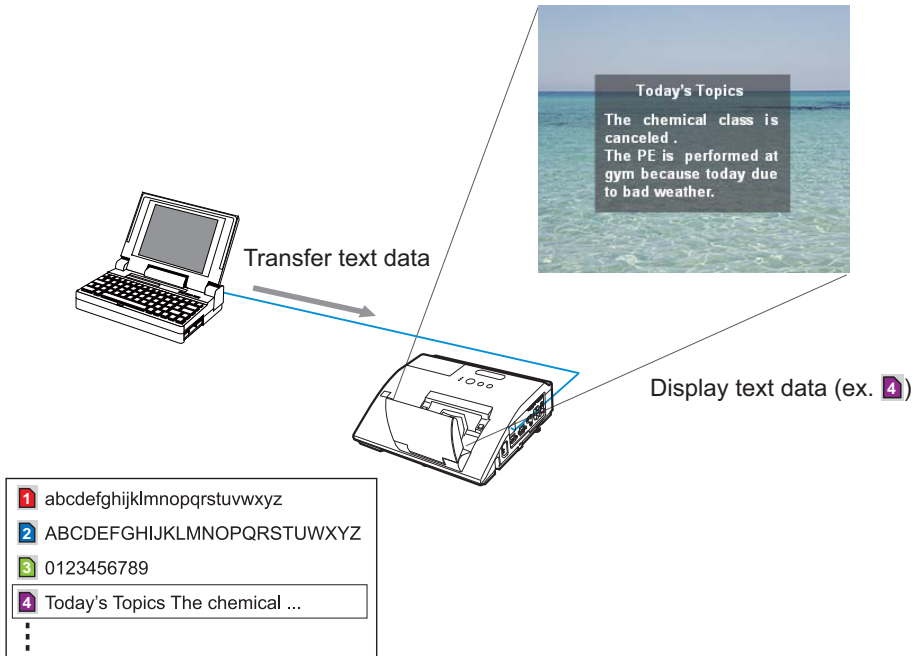 Today's Topics
The chemical class is
canceled .
The PE is performed at
gym because today due
to bad weather.
Transfer text data
Display text data (ex. 4)
1 abcdefghijklmnopqrstuvwxyz
2 ABCDEFGHIJKLMNOPQRSTUWXYZ
3 0123456789
4 Today's Topics The chemical ...